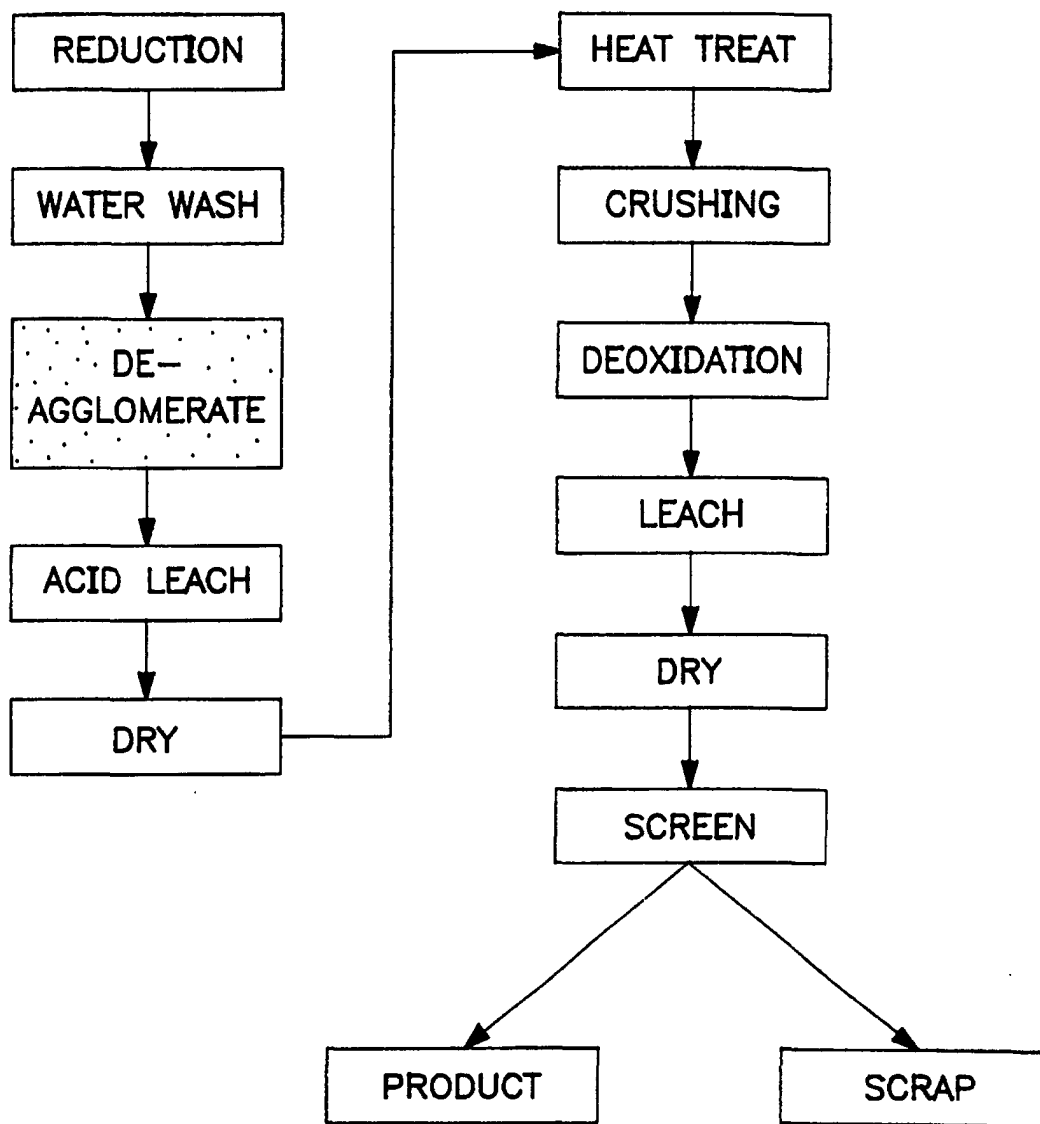 REDUCTION
WATER WASH
DE-
AGGLOMERATE
ACID LEACH
DRY
HEAT TREAT
CRUSHING
DEOXIDATION
LEACH
DRY
SCREEN
PRODUCT
SCRAP